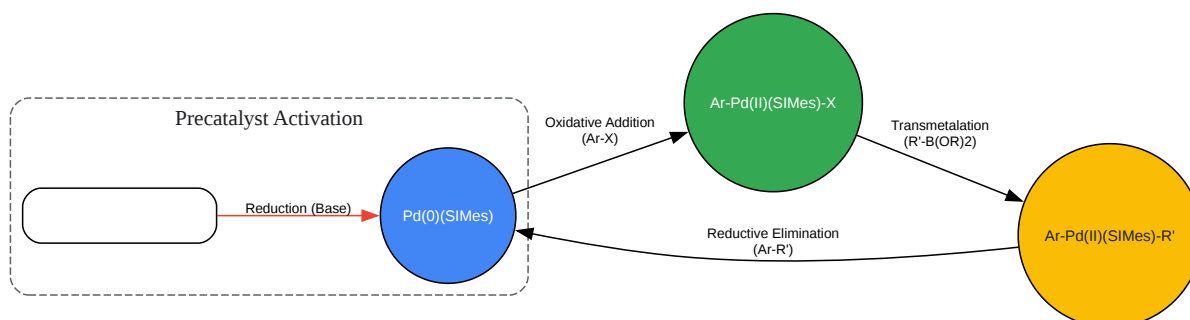 Precatalyst Activation
Reduction (Base)
Pd(0)(SIMes)
Oxidative Addition
(Ar-X)
Ar-Pd(II)(SIMes)-X
Transmetalation
(R'-B(OR)2)
Ar-Pd(II)(SIMes)-R'
Reductive Elimination
(Ar-R')